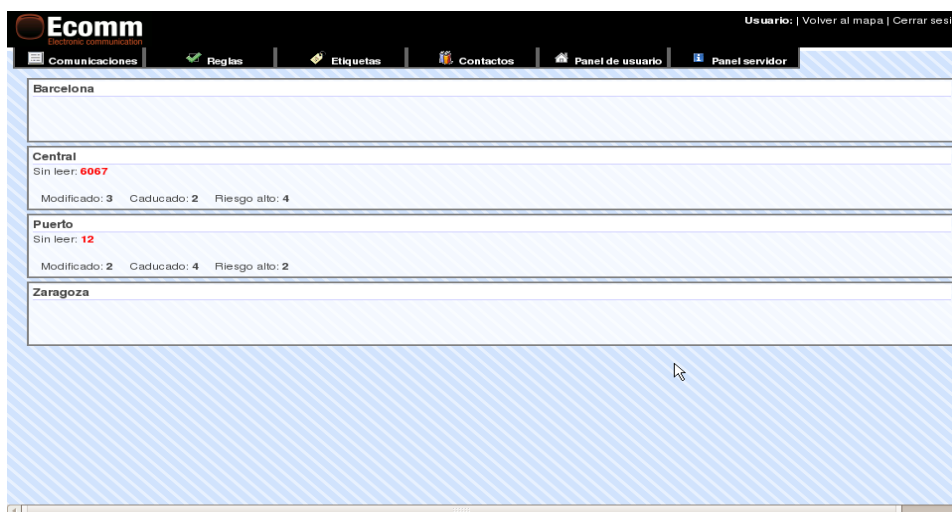 Ecomm
Electronic communication
Usuario: | Volver al mapa | Cerrar sesi
Comunicaciones Reglas Etiquetas Contactos Panel de usuario Panel servidor
Barcelona
Central
Sin leer: 6067
Modificado: 3 Caducado: 2 Riesgo alto: 4
Puerto
Sin leer: 12
Modificado: 2 Caducado: 4 Riesgo alto: 2
Zaragoza